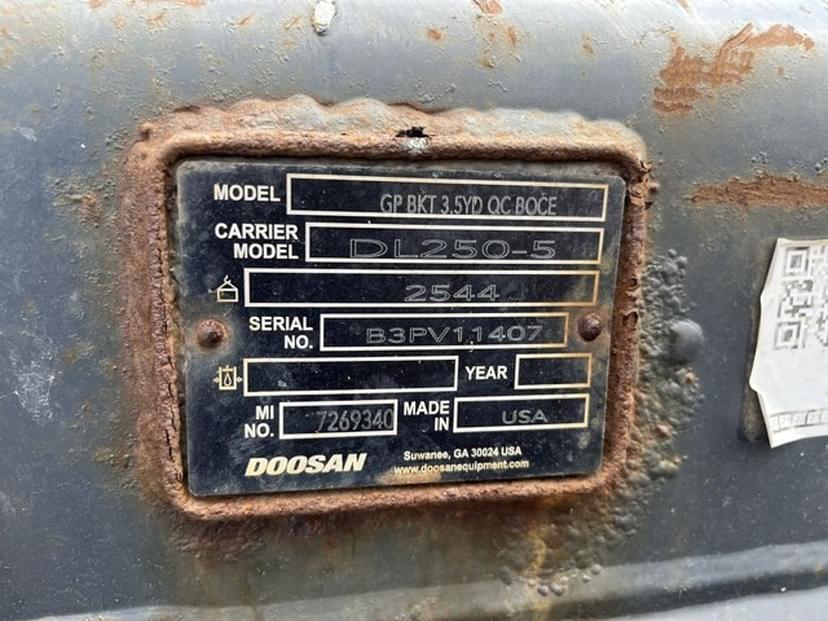 MODEL GP BKT 3.5YD QC BOCE
CARRIER MODEL DL250-5
2544
SERIAL NO. B3PV11407
YEAR
MI NO. 7269340 MADE IN USA
DOOSAN Suwanee, GA 30024 USA
www.doosanequipment.com